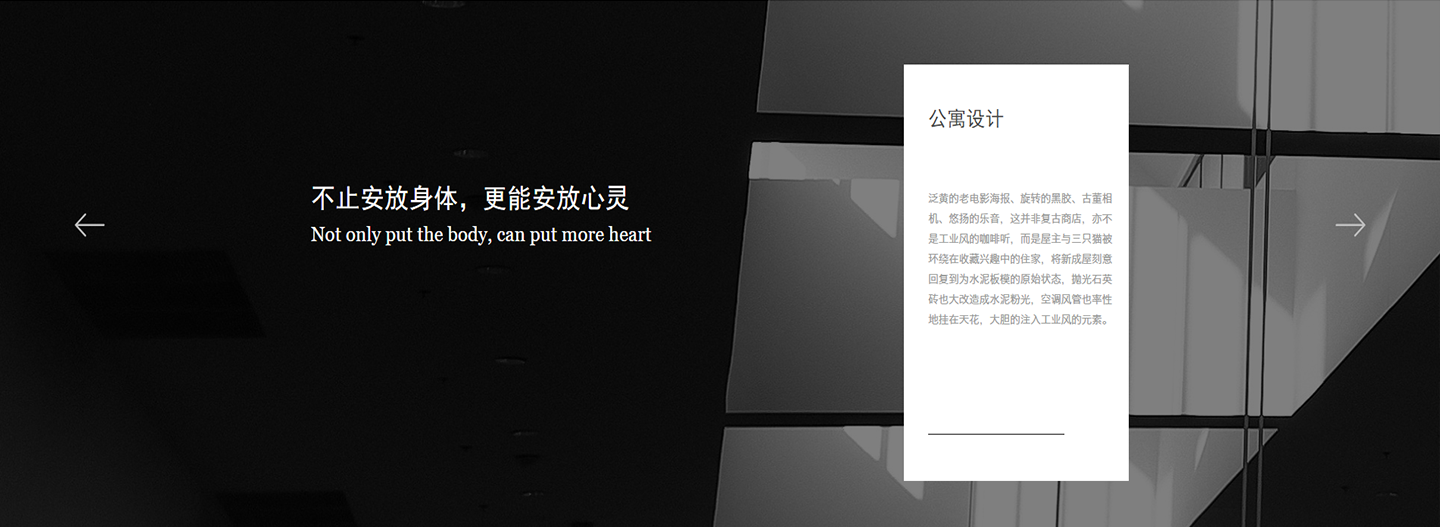 不止安放身体，更能安放心灵
Not only put the body, can put more heart
公寓设计
泛黄的老电影海报、旋转的黑胶、古董相
机、悠扬的乐音，这并非复古商店，亦不
是工业风的咖啡听，而是屋主与三只猫被
环绕在收藏兴趣中的住家，将新成屋刻意
回复到为水泥板模的原始状态，抛光石英
砖也大改造成水泥粉光，空调风管也率性
地挂在天花，大胆的注入工业风的元素。